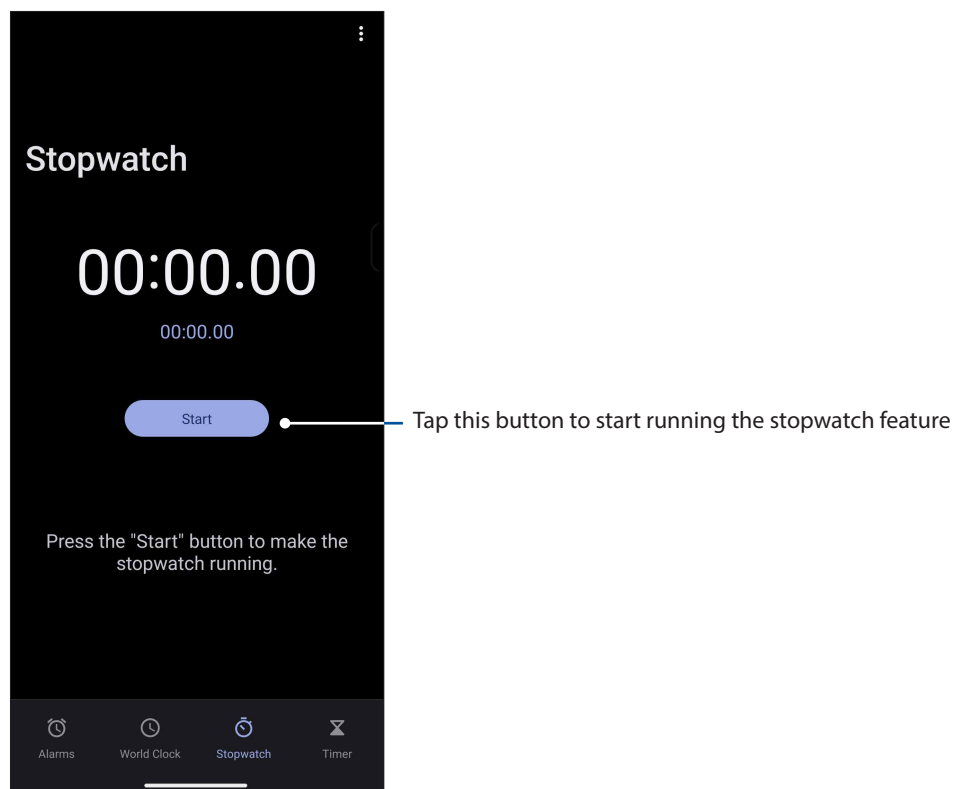 Stopwatch
00:00.00
00:00.00
Start
Tap this button to start running the stopwatch feature
Press the "Start" button to make the
stopwatch running.
Alarms World Clock Stopwatch Timer